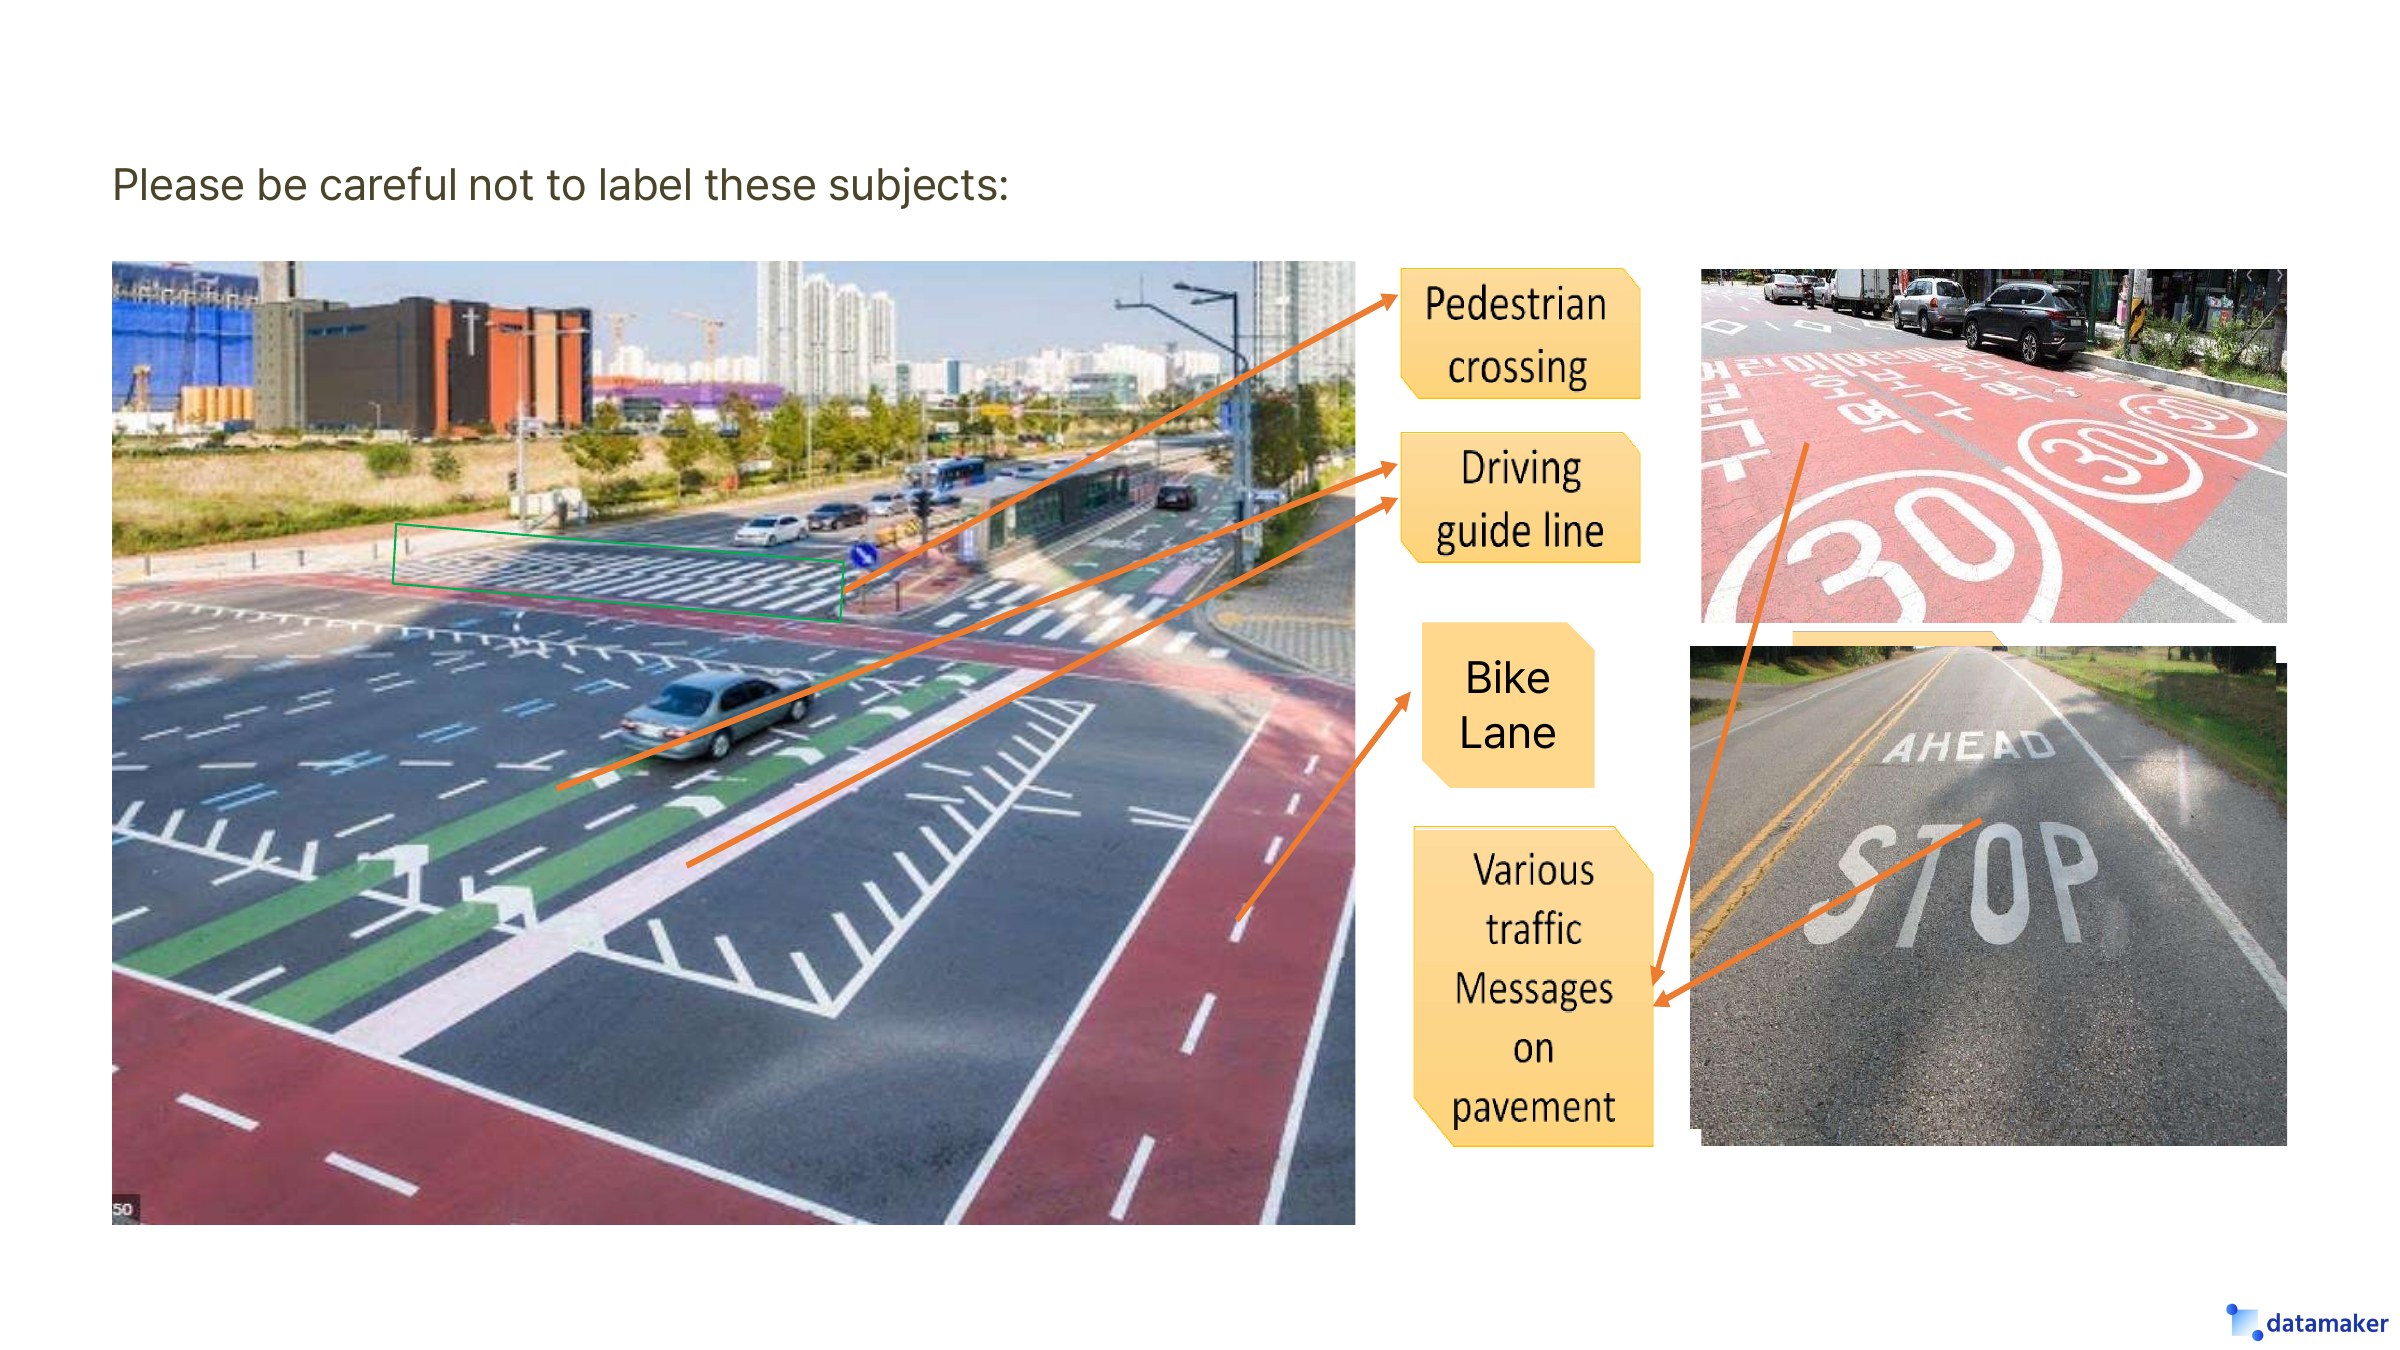 Please be careful not to label these subjects:
Pedestrian
crossing
Driving
guide line
Bike
Lane
Various
traffic
Messages
on
pavement
30
30
30
AHEAD
STOP
50
datamaker